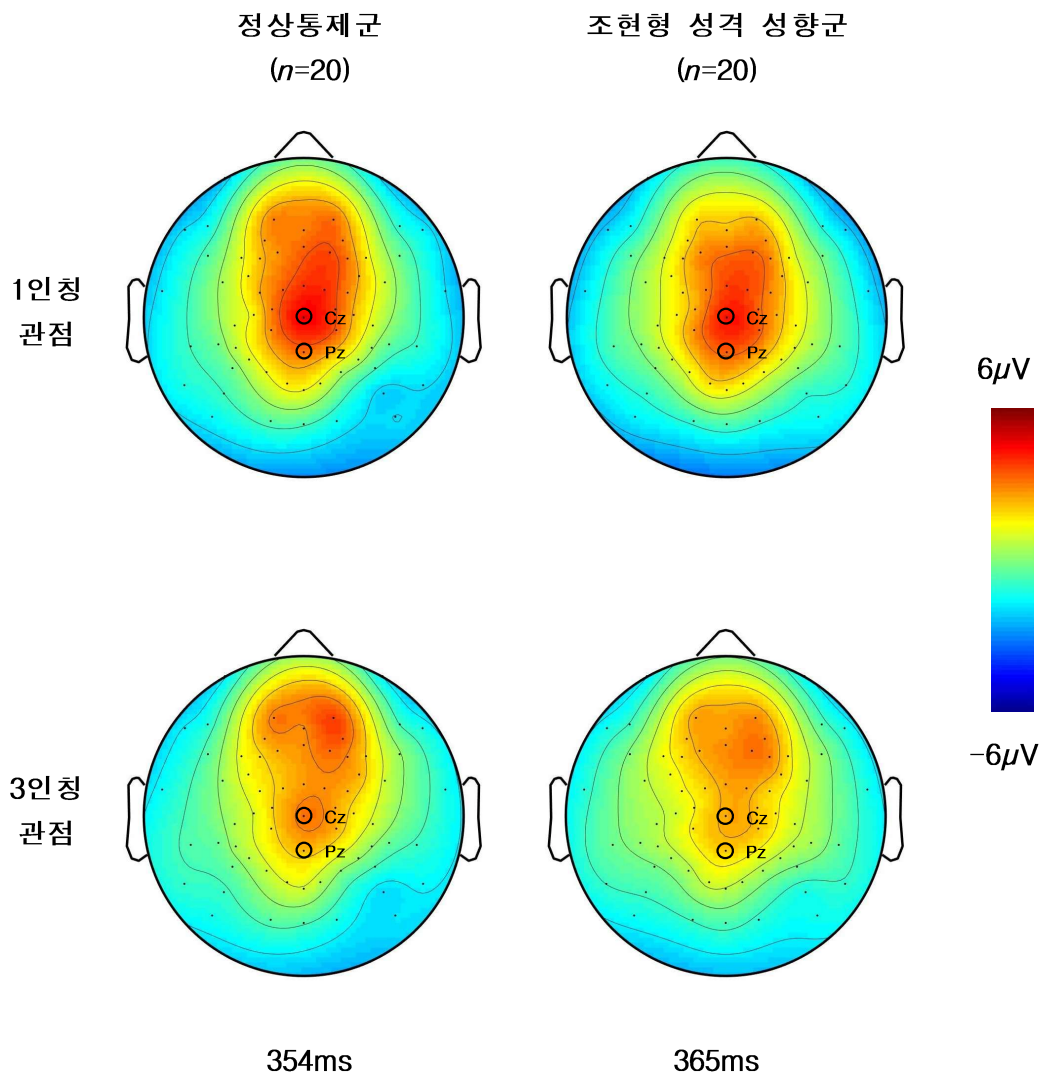 정상통제군
(n=20)
조현형 성격 성향군
(n=20)
1인칭
관점
Cz
Pz
Cz
Pz
6μV
−6μV
3인칭
관점
Cz
Pz
Cz
Pz
354ms
365ms